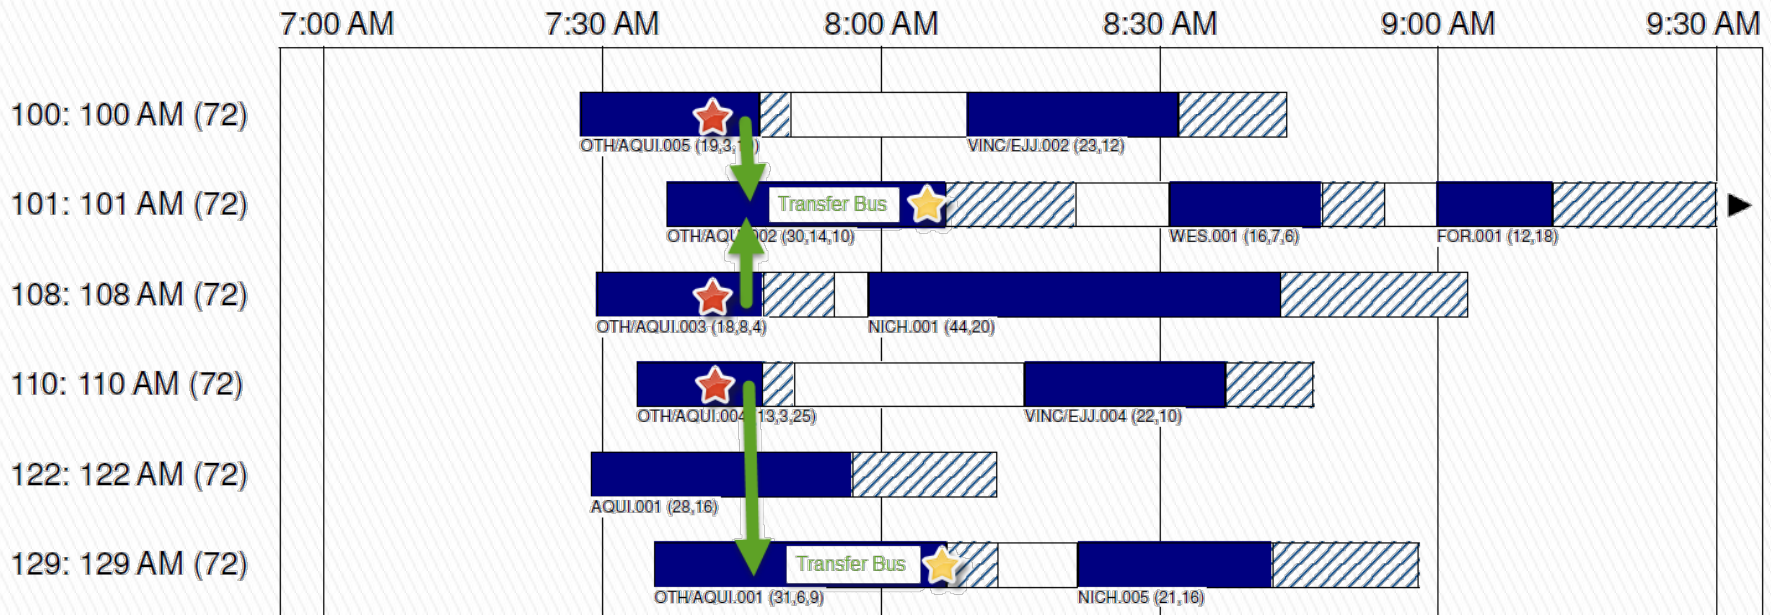 7:00 AM 7:30 AM 8:00 AM 8:30 AM 9:00 AM 9:30 AM
100: 100 AM (72)
OTH/AQUI.005 (19,3, VINC/EJJ.002 (23,12)
101: 101 AM (72) Transfer Bus
(30,14,10) WES.001 (16,7,6) FOR.001 (12,18)
108: 108 AM (72)
OTH/AQUI.003 (18,8,4) NICH.001 (44,20)
110: 110 AM (72)
OTH/AQUI.004 13,3,25) VINC/EJJ.004 (22,10)
122: 122 AM (72)
AQUI.001 (28,16)
129: 129 AM (72) Transfer Bus
OTH/AQUI.001 (31,6,9) NICH.005 (21,16)